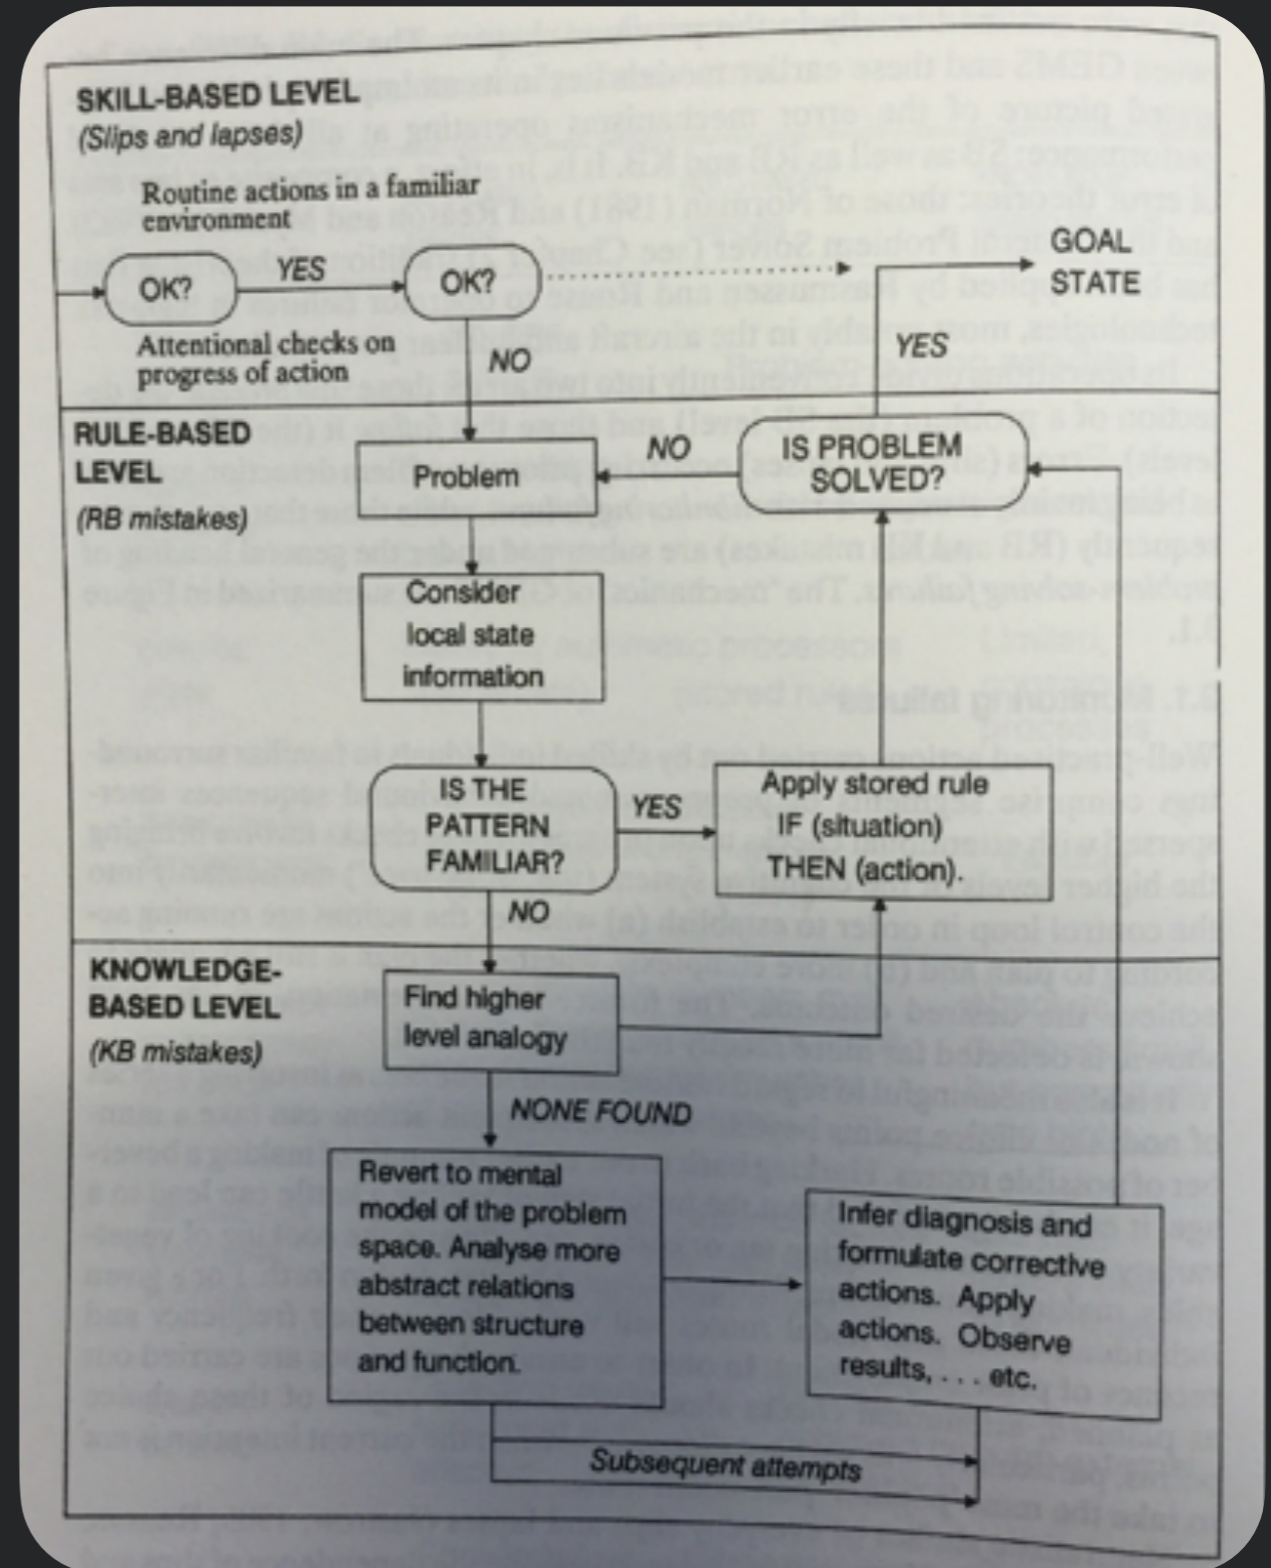 SKILL-BASED LEVEL
(Slips and lapses)
Routine actions in a familiar
environment
OK?
YES
OK?
GOAL
STATE
Attentional checks on
progress of action
NO
YES
RULE-BASED
LEVEL
(RB mistakes)
Problem
NO
IS PROBLEM
SOLVED?
Consider
local state
information
IS THE
PATTERN
FAMILIAR?
YES
Apply stored rule
IF (situation)
THEN (action).
NO
KNOWLEDGE-
BASED LEVEL
(KB mistakes)
Find higher
level analogy
NONE FOUND
Revert to mental
model of the problem
space. Analyse more
abstract relations
between structure
and function.
Infer diagnosis and
formulate corrective
actions. Apply
actions. Observe
results, . . . etc.
Subsequent attempts